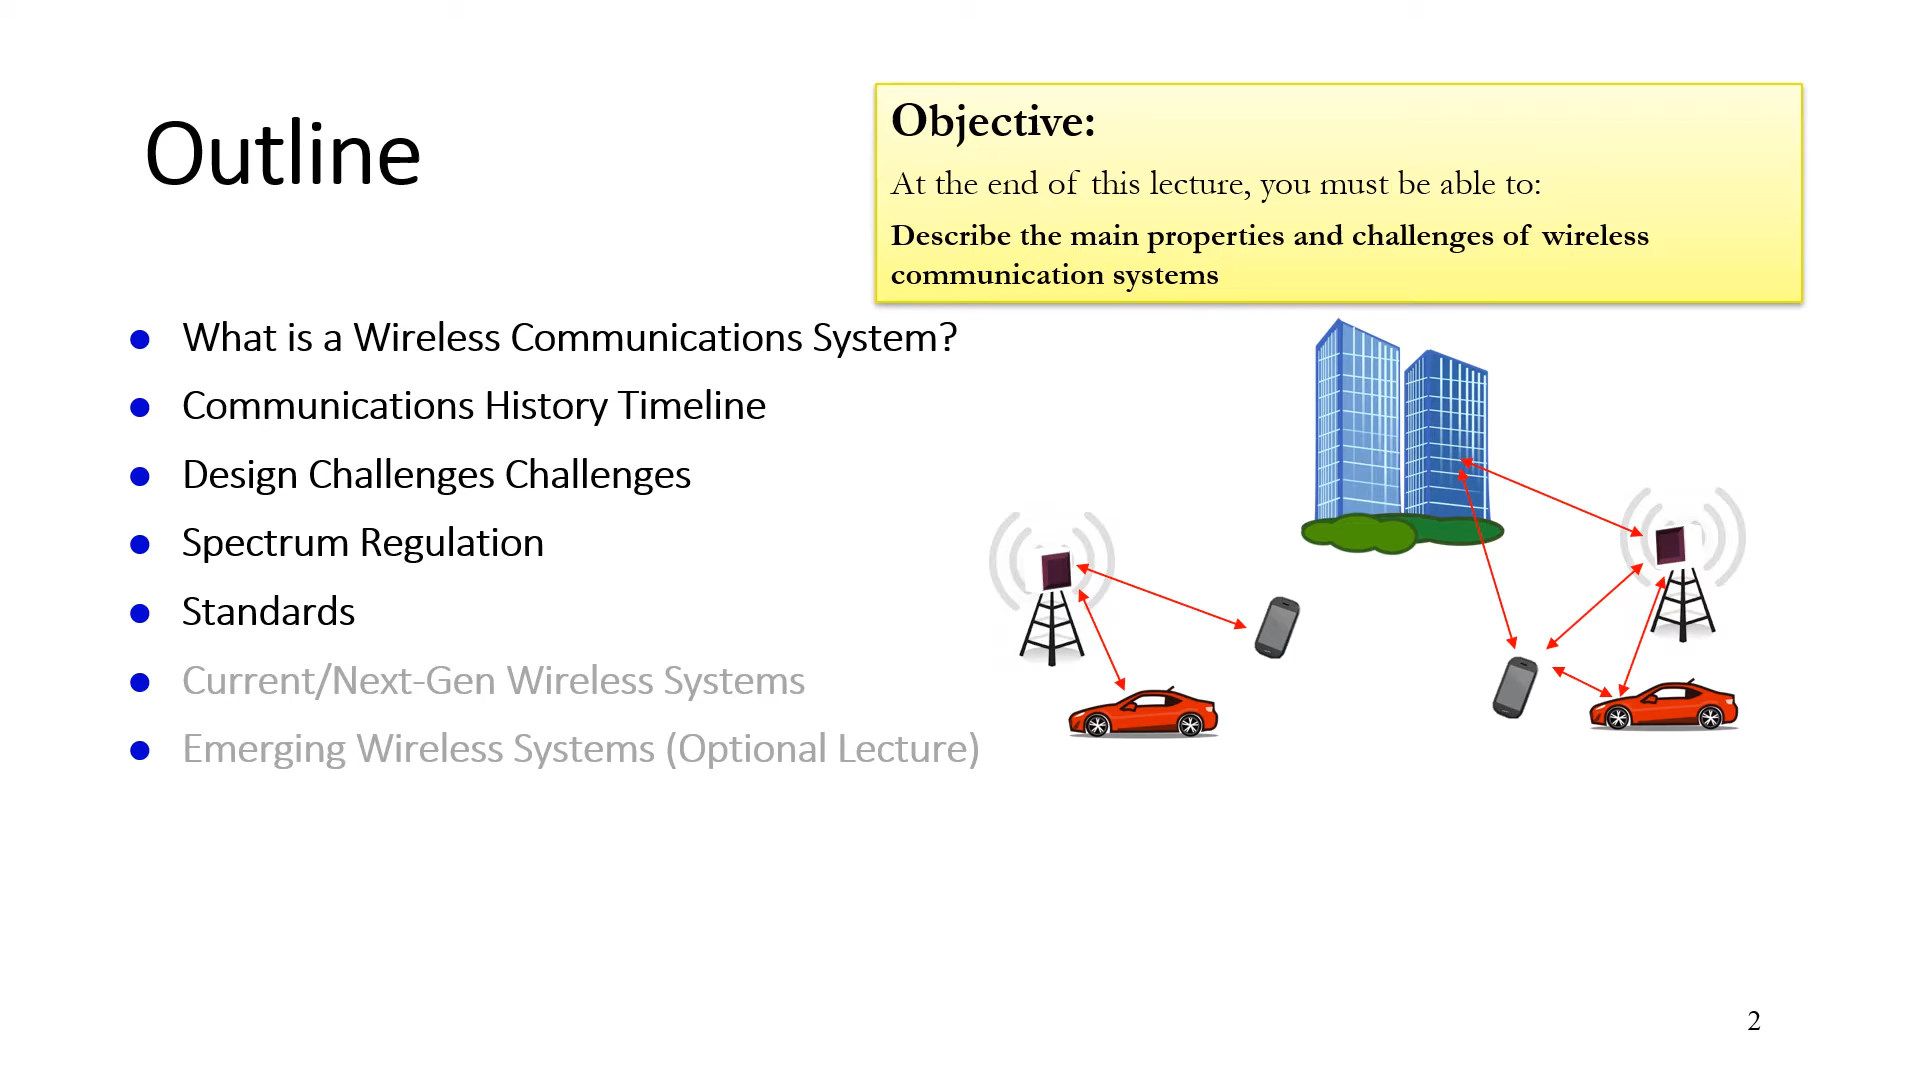 Outline
Objective:
At the end of this lecture, you must be able to:
Describe the main properties and challenges of wireless
communication systems
What is a Wireless Communications System?
Communications History Timeline
Design Challenges Challenges
Spectrum Regulation
Standards
Current/Next-Gen Wireless Systems
Emerging Wireless Systems (Optional Lecture)
2